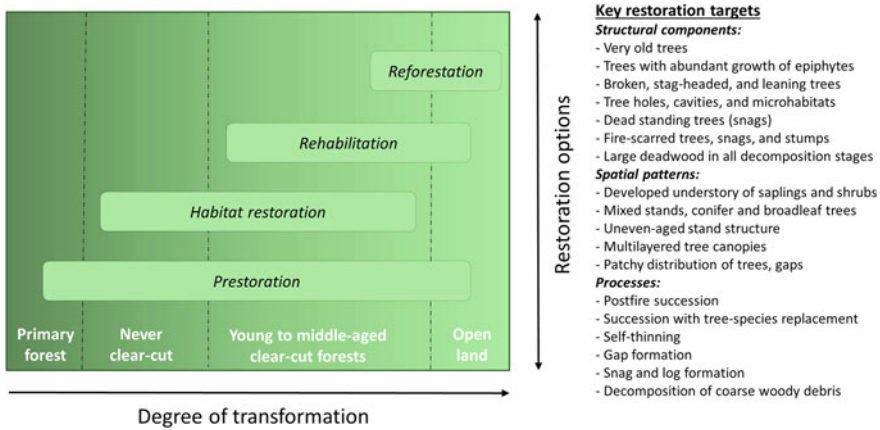 Reforestation
Rehabilitation
Habitat restoration
Prestoration
Primary
forest
Never
clear-cut
Young to middle-aged
clear-cut forests
Open
land
Degree of transformation
Restoration options
Key restoration targets
Structural components:
- Very old trees
- Trees with abundant growth of epiphytes
- Broken, stag-headed, and leaning trees
- Tree holes, cavities, and microhabitats
- Dead standing trees (snags)
- Fire-scarred trees, snags, and stumps
- Large deadwood in all decomposition stages
Spatial patterns:
- Developed understory of saplings and shrubs
- Mixed stands, conifer and broadleaf trees
- Uneven-aged stand structure
- Multilayered tree canopies
- Patchy distribution of trees, gaps
Processes:
- Postfire succession
- Succession with tree-species replacement
- Self-thinning
- Gap formation
- Snag and log formation
- Decomposition of coarse woody debris